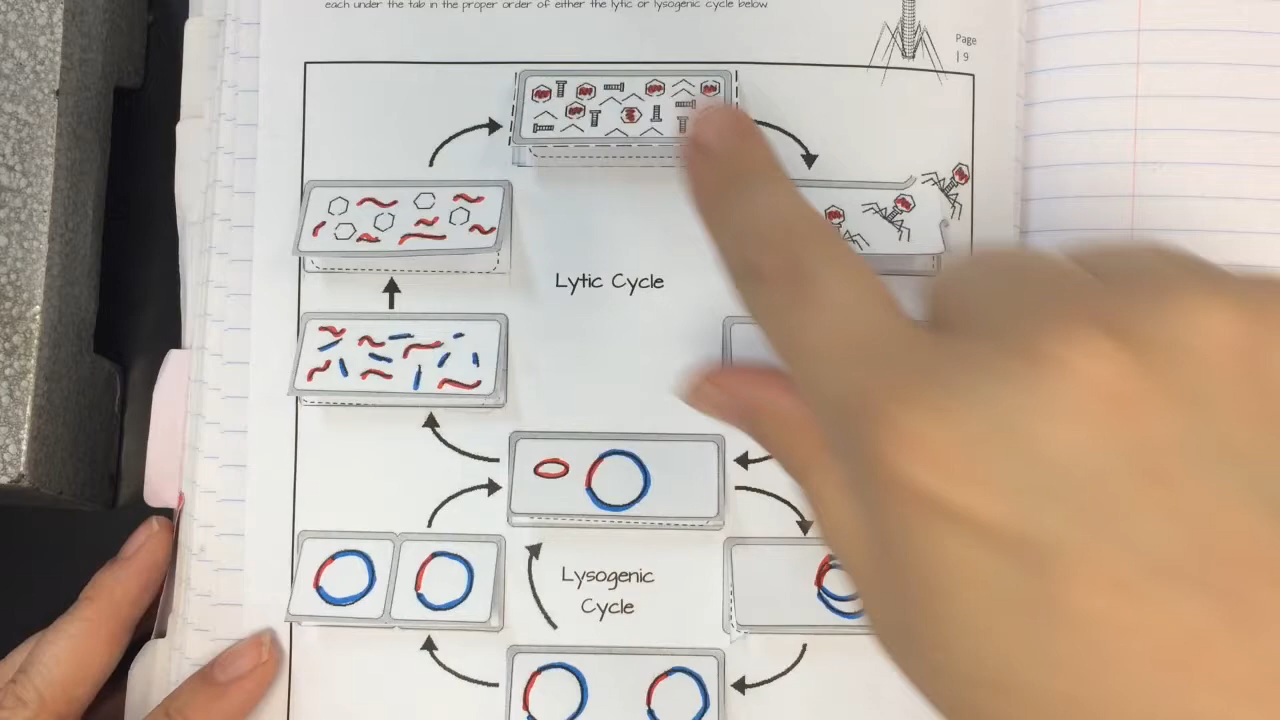 each under the tab in the proper order of either the lytic or lysogenic cycle below
Page
| 9
Lytic Cycle
Lysogenic
Cycle